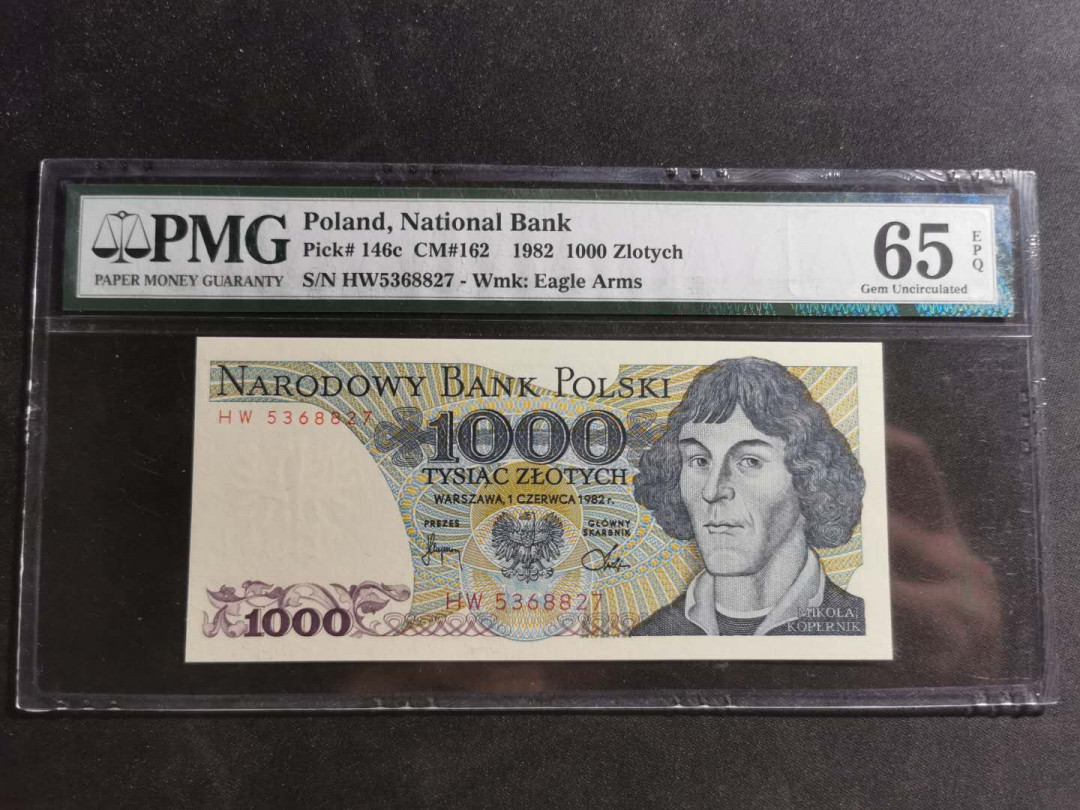 PMG
PAPER MONEY GUARANTY
Poland, National Bank
Pick# 146c CM#162 1982 1000 Zlotych
S/N HW5368827 - Wmk: Eagle Arms
65
EPQ
Gem Uncirculated
NARODOWY BANK POLSKI
HW 5368827
1000
TYSIĄC ZŁOTYCH
WARSZAWA, 1 CZERWCA 1982 r.
PREZES
GŁÓWNY
SKARBNIK
HW 5368827
1000
MIKOŁAJ
KOPERNIK